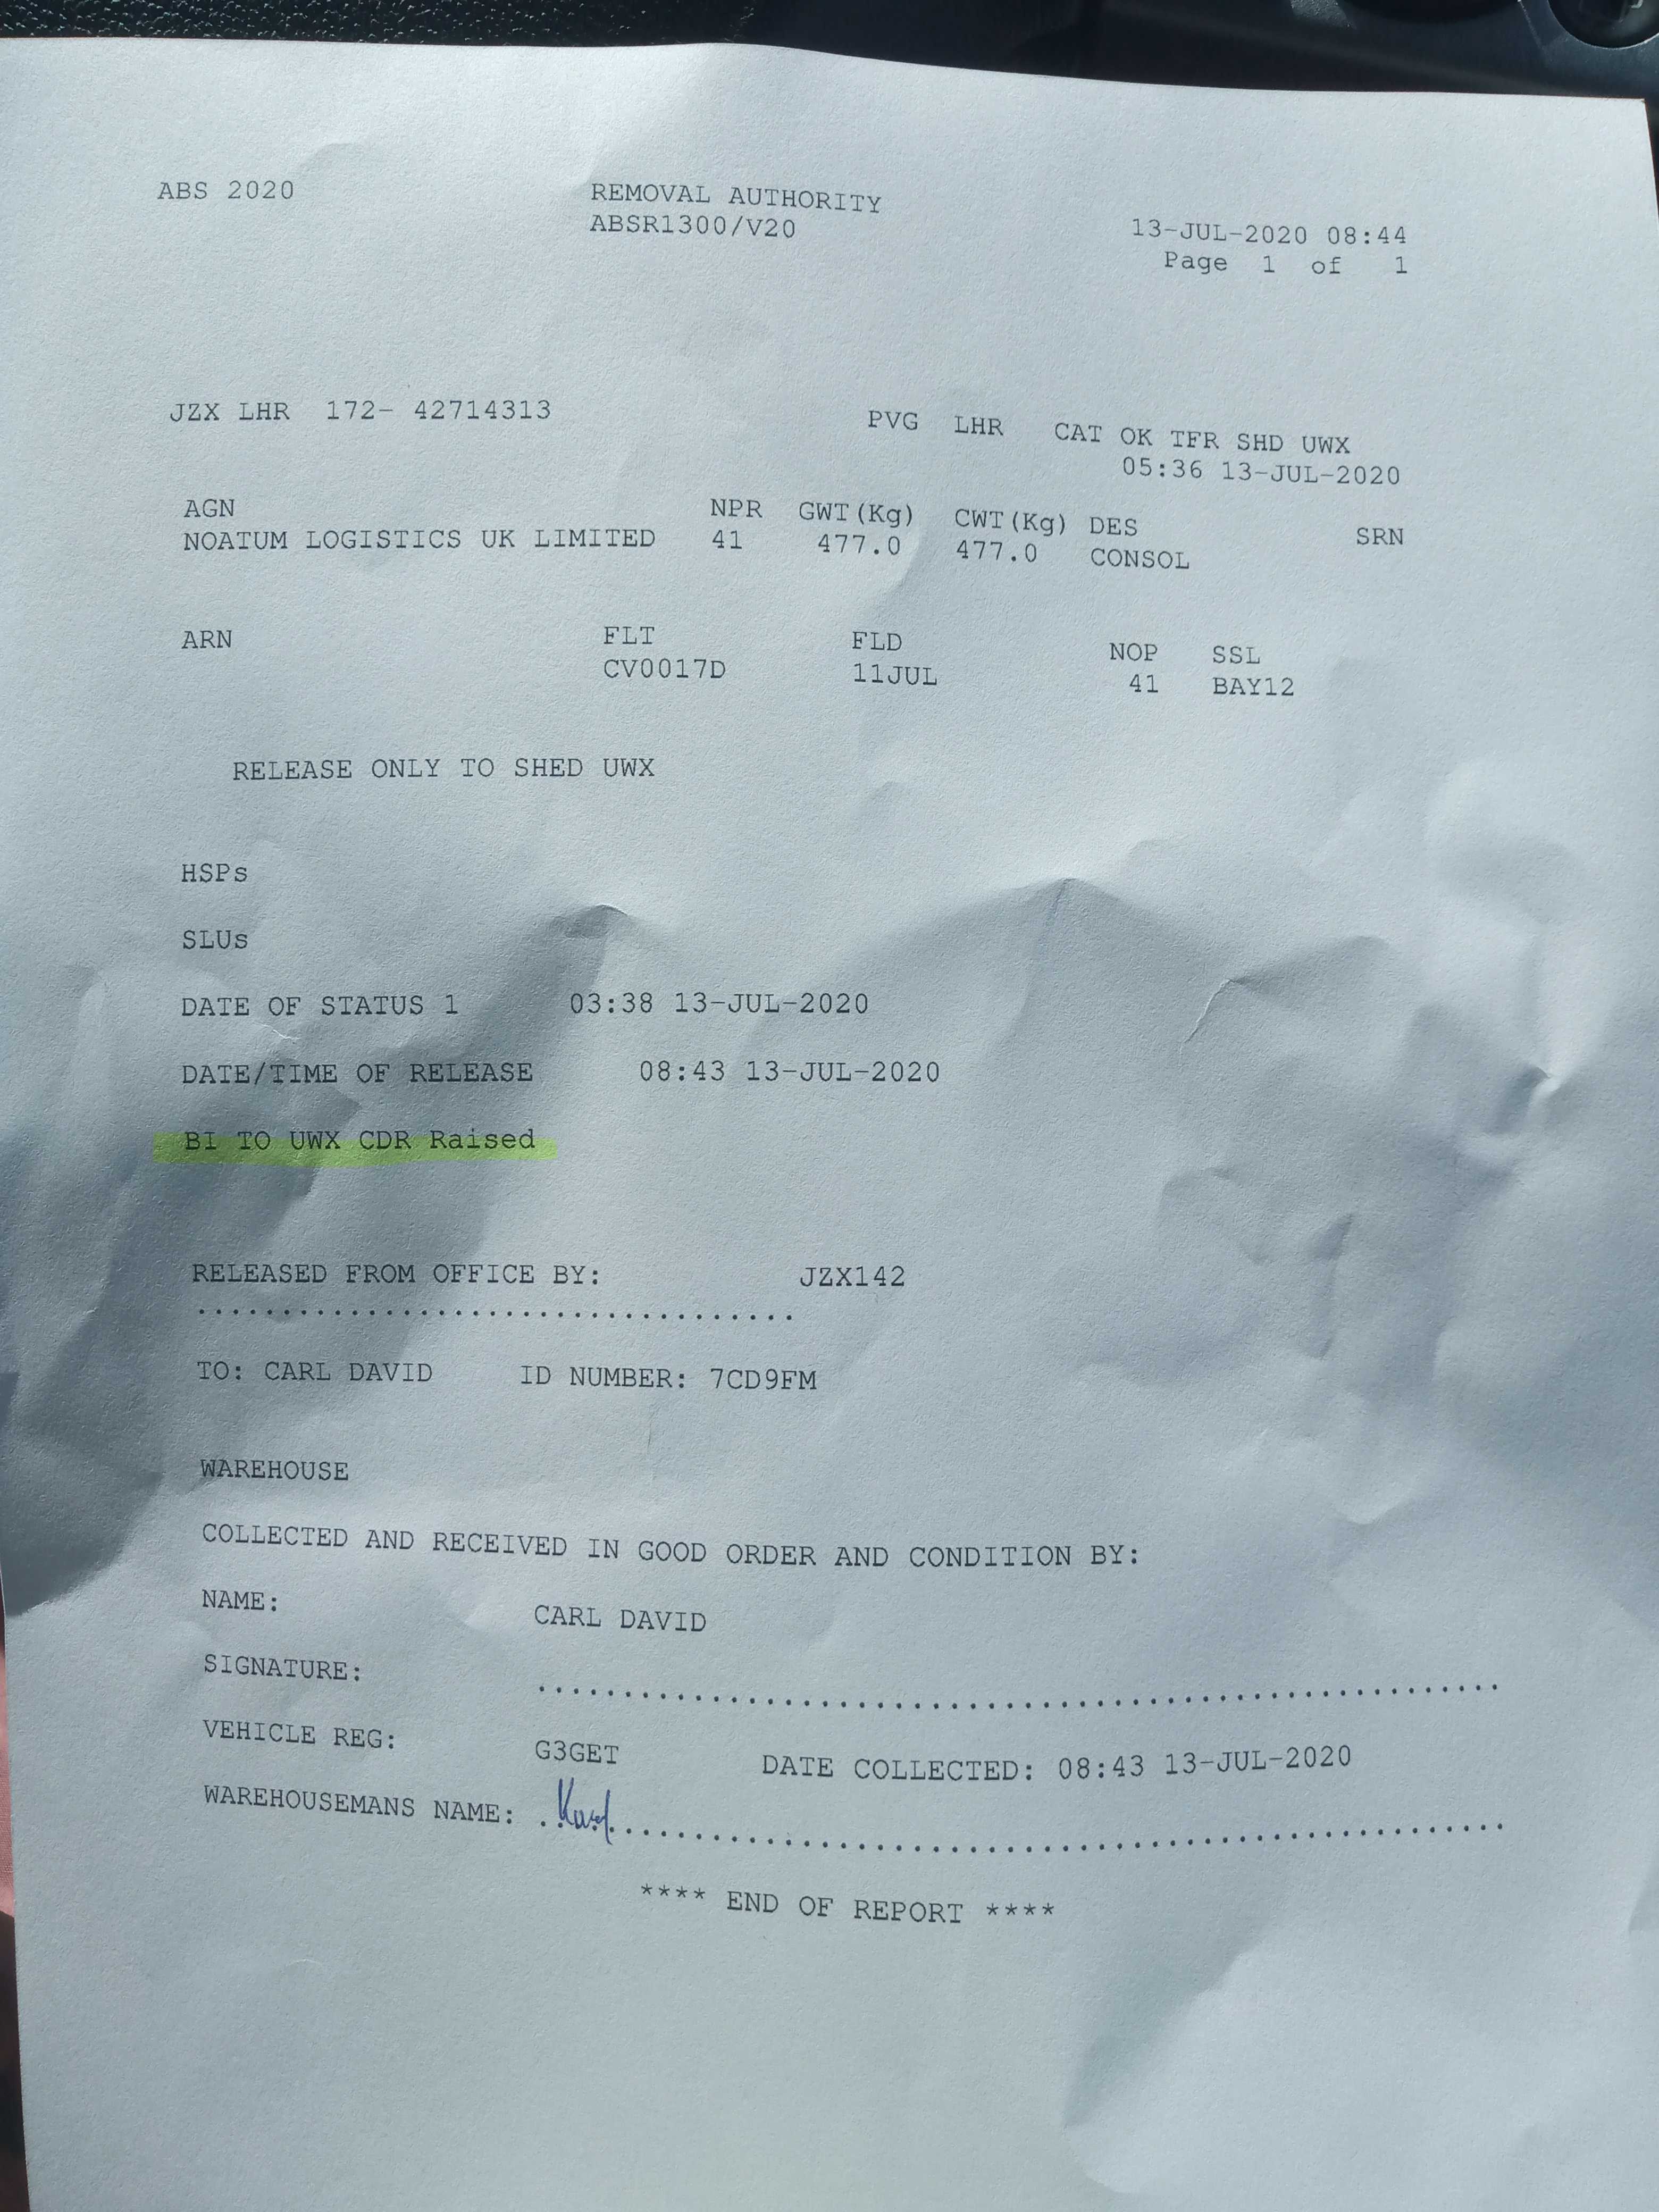 ABS 2020 REMOVAL AUTHORITY
ABSR1300/V20 13-JUL-2020 08:44
Page 1 of 1
JZX LHR 172- 42714313 PVG LHR CAT OK TFR SHD UWX
05:36 13-JUL-2020
AGN NPR GWT(Kg) CWT(Kg) DES SRN
NOATUM LOGISTICS UK LIMITED 41 477.0 477.0 CONSOL
ARN FLT FLD NOP SSL
CV0017D 11JUL 41 BAY12
RELEASE ONLY TO SHED UWX
HSPs
SLUs
DATE OF STATUS 1 03:38 13-JUL-2020
DATE/TIME OF RELEASE 08:43 13-JUL-2020
BI TO UWX CDR Raised
RELEASED FROM OFFICE BY: JZX142
TO: CARL DAVID ID NUMBER: 7CD9FM
WAREHOUSE
COLLECTED AND RECEIVED IN GOOD ORDER AND CONDITION BY:
NAME: CARL DAVID
SIGNATURE:
VEHICLE REG: G3GET DATE COLLECTED: 08:43 13-JUL-2020
WAREHOUSEMANS NAME:
**** END OF REPORT ****